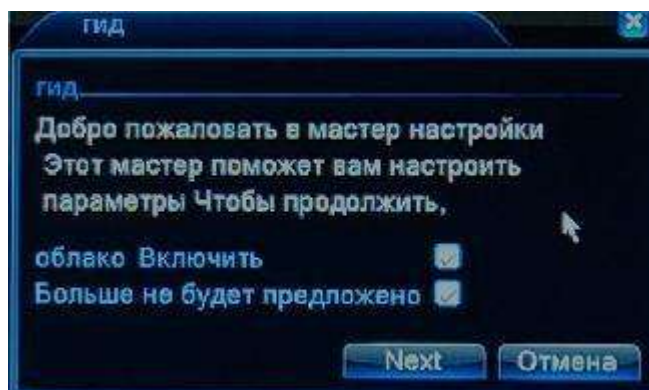 гид
гид
Добро пожаловать в мастер настройки
Этот мастер поможет вам настроить
параметры Чтобы продолжить,
облако Включить
Больше не будет предложено
Next Отмена